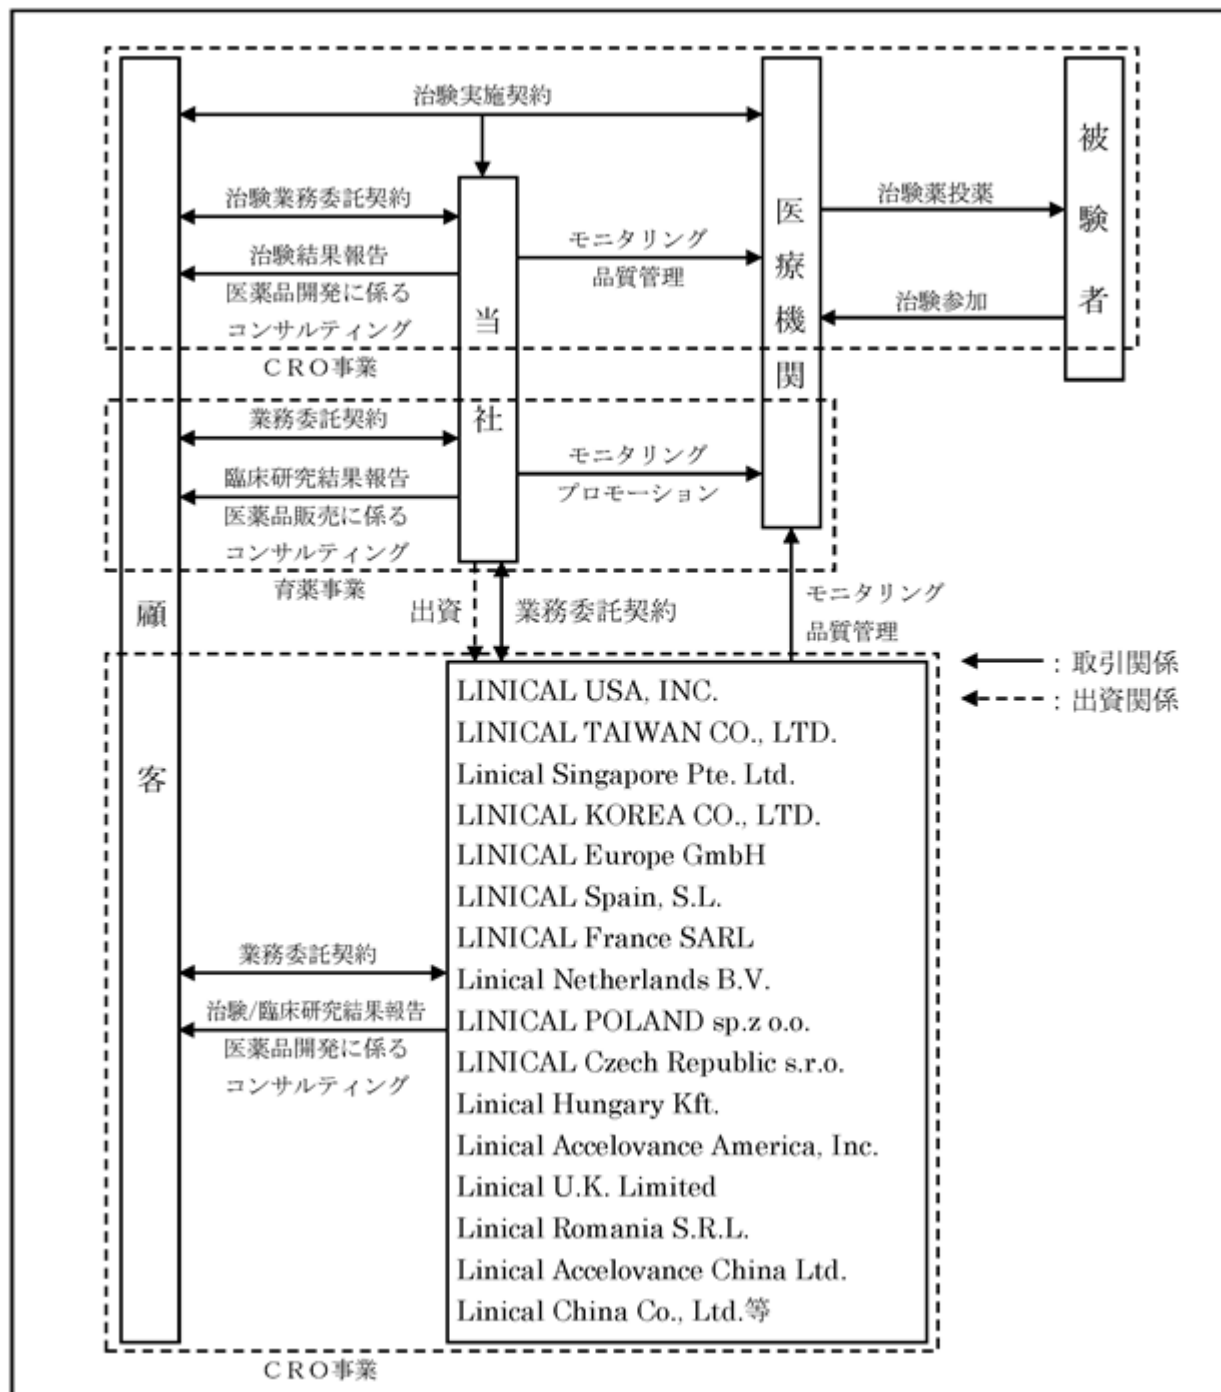 治験実施契約
治験業務委託契約
治験結果報告
医薬品開発に係る
コンサルティング
モニタリング
品質管理
治験薬投薬
治験参加
当社
医療機関
被験者
CRO事業
業務委託契約
臨床研究結果報告
医薬品販売に係る
コンサルティング
モニタリング
プロモーション
育薬事業
顧客
出資
業務委託契約
モニタリング
品質管理
:取引関係
:出資関係
LINICAL USA, INC.
LINICAL TAIWAN CO., LTD.
Linical Singapore Pte. Ltd.
LINICAL KOREA CO., LTD.
LINICAL Europe GmbH
LINICAL Spain, S.L.
LINICAL France SARL
Linical Netherlands B.V.
LINICAL POLAND sp.z o.o.
LINICAL Czech Republic s.r.o.
Linical Hungary Kft.
Linical Accelovance America, Inc.
Linical U.K. Limited
Linical Romania S.R.L.
Linical Accelovance China Ltd.
Linical China Co., Ltd.等
業務委託契約
治験/臨床研究結果報告
医薬品開発に係る
コンサルティング
CRO事業